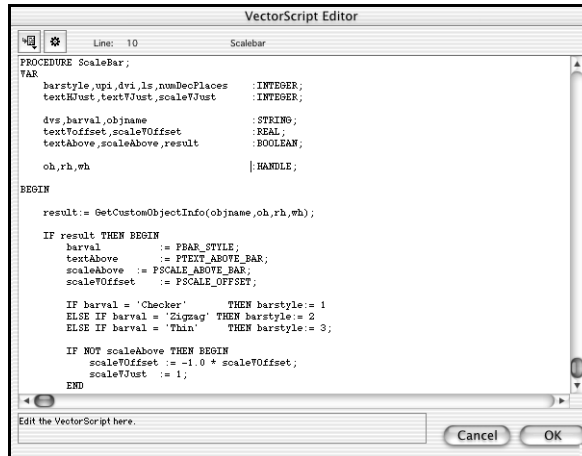 VectorScript Editor
Line: 10 Scalebar
PROCEDURE ScaleBar;
VAR
barstyle,upi,dvi,ls,numDecPlaces :INTEGER;
textHJust,textVJust,scaleVJust :INTEGER;
dvs,barval,objname :STRING;
textVoffset,scaleVOffset :REAL;
textAbove,scaleAbove,result :BOOLEAN;
oh,rh,wh :HANDLE;
BEGIN
result:= GetCustomObjectInfo(objname,oh,rh,wh);
IF result THEN BEGIN
barval := PBAR_STYLE;
textAbove := PTEXT_ABOVE_BAR;
scaleAbove := PSCALE_ABOVE_BAR;
scaleVOffset := PSCALE_OFFSET;
IF barval = 'Checker' THEN barstyle:= 1
ELSE IF barval = 'Zigzag' THEN barstyle:= 2
ELSE IF barval = 'Thin' THEN barstyle:= 3;
IF NOT scaleAbove THEN BEGIN
scaleVOffset := -1.0 * scaleVOffset;
scaleVJust := 1;
END
Edit the VectorScript here.
Cancel OK